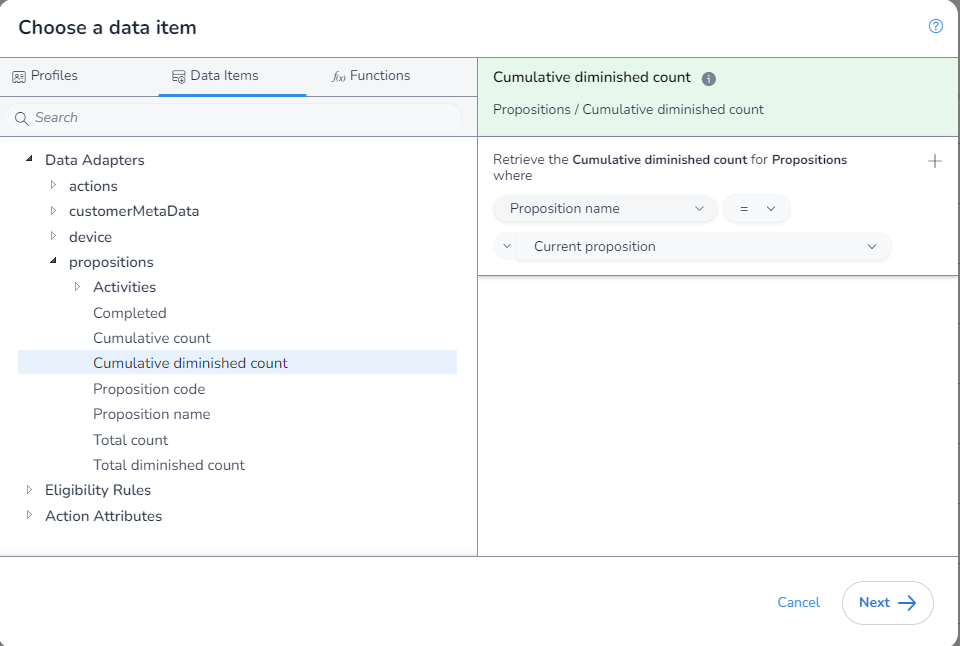 Choose a data item
Profiles
Data Items
f(x) Functions
Search
Data Adapters
actions
customerMetaData
device
propositions
Activities
Completed
Cumulative count
Cumulative diminished count
Proposition code
Proposition name
Total count
Total diminished count
Eligibility Rules
Action Attributes
Cumulative diminished count
Propositions / Cumulative diminished count
Retrieve the Cumulative diminished count for Propositions
where
Proposition name
=
Current proposition
Cancel
Next